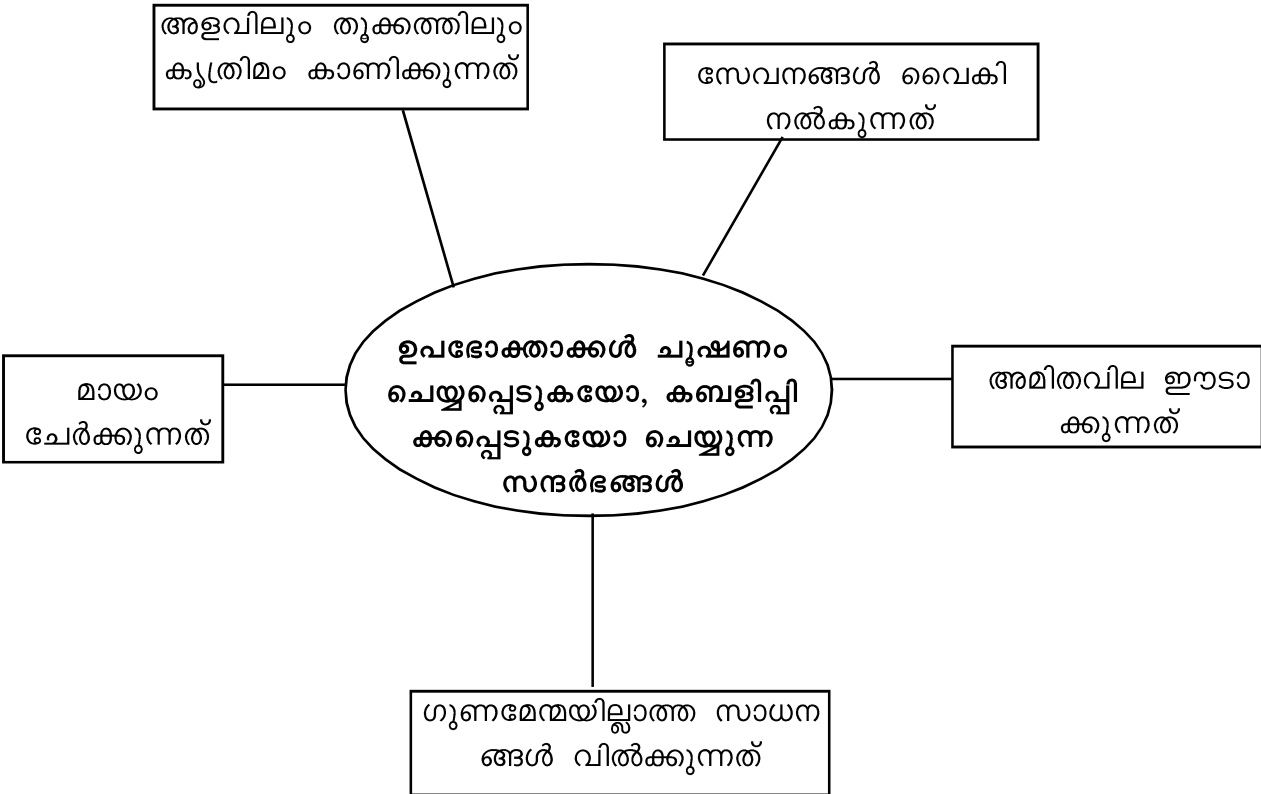 അളവിലും തൂക്കത്തിലും
കൃത്രിമം കാണിക്കുന്നത്
സേവനങ്ങൾ വൈകി
നൽകുന്നത്
ഉപഭോക്താക്കൾ ചൂഷണം
ചെയ്യപ്പെടുകയോ, കബളിപ്പി
ക്കപ്പെടുകയോ ചെയ്യുന്ന
സന്ദർഭങ്ങൾ
മായം
ചേർക്കുന്നത്
അമിതവില ഈടാ
ക്കുന്നത്
ഗുണമേന്മയില്ലാത്ത സാധന
ങ്ങൾ വിൽക്കുന്നത്